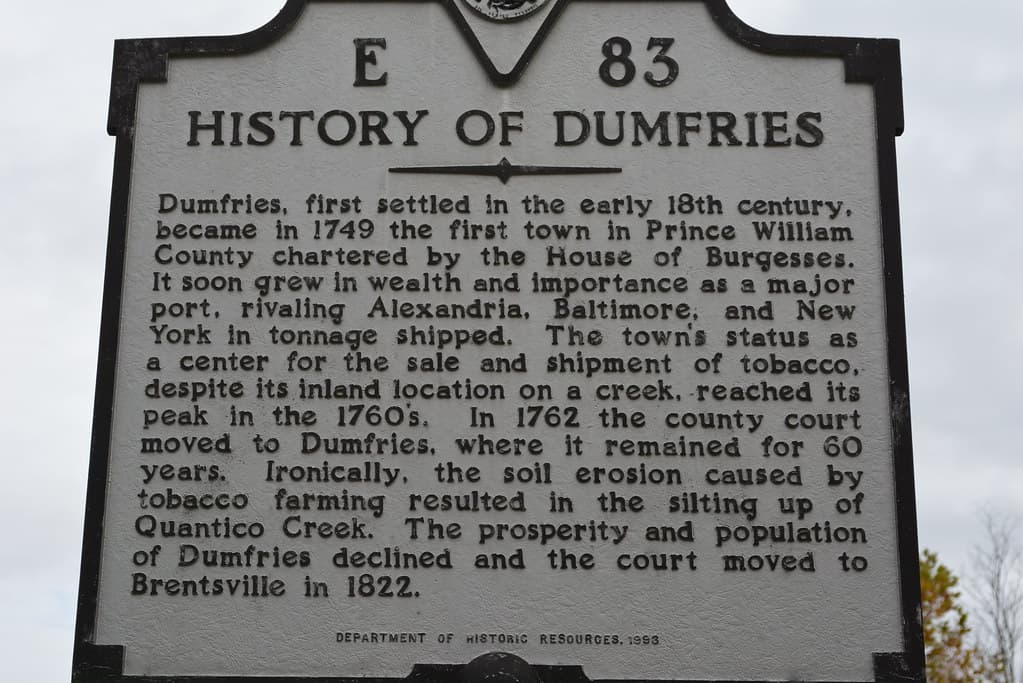 E 83
HISTORY OF DUMFRIES
Dumfries, first settled in the early 18th century,
became in 1749 the first town in Prince William
County chartered by the House of Burgesses.
It soon grew in wealth and importance as a major
port, rivaling Alexandria, Baltimore, and New
York in tonnage shipped. The town's status as
a center for the sale and shipment of tobacco,
despite its inland location on a creek, reached its
peak in the 1760's. In 1762 the county court
moved to Dumfries, where it remained for 60
years. Ironically, the soil erosion caused by
tobacco farming resulted in the silting up of
Quantico Creek. The prosperity and population
of Dumfries declined and the court moved to
Brentsville in 1822.
DEPARTMENT OF HISTORIC RESOURCES, 1993